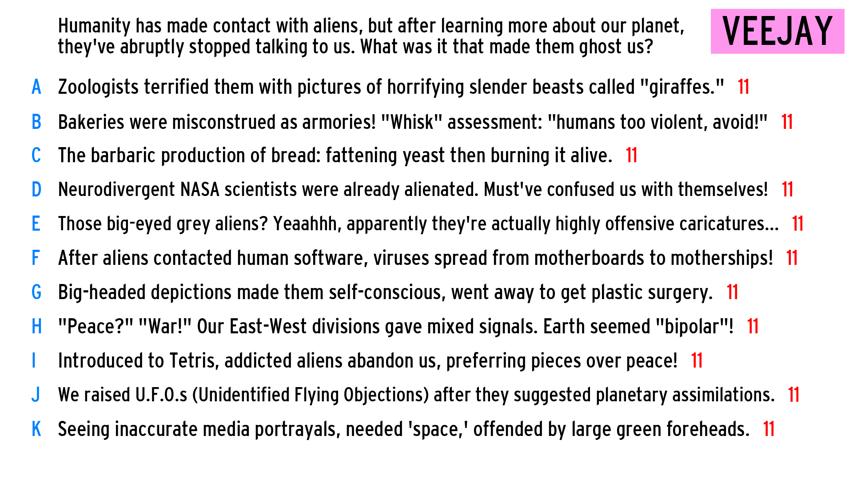 Humanity has made contact with aliens, but after learning more about our planet,
they've abruptly stopped talking to us. What was it that made them ghost us?
VEEJAY
A Zoologists terrified them with pictures of horrifying slender beasts called "giraffes." 11
B Bakeries were misconstrued as armories! "Whisk" assessment: "humans too violent, avoid!" 11
C The barbaric production of bread: fattening yeast then burning it alive. 11
D Neurodivergent NASA scientists were already alienated. Must've confused us with themselves! 11
E Those big-eyed grey aliens? Yeaahhh, apparently they're actually highly offensive caricatures... 11
F After aliens contacted human software, viruses spread from motherboards to motherships! 11
G Big-headed depictions made them self-conscious, went away to get plastic surgery. 11
H "Peace?" "War!" Our East-West divisions gave mixed signals. Earth seemed "bipolar"! 11
I Introduced to Tetris, addicted aliens abandon us, preferring pieces over peace! 11
J We raised U.F.O.s (Unidentified Flying Objections) after they suggested planetary assimilations. 11
K Seeing inaccurate media portrayals, needed 'space,' offended by large green foreheads. 11